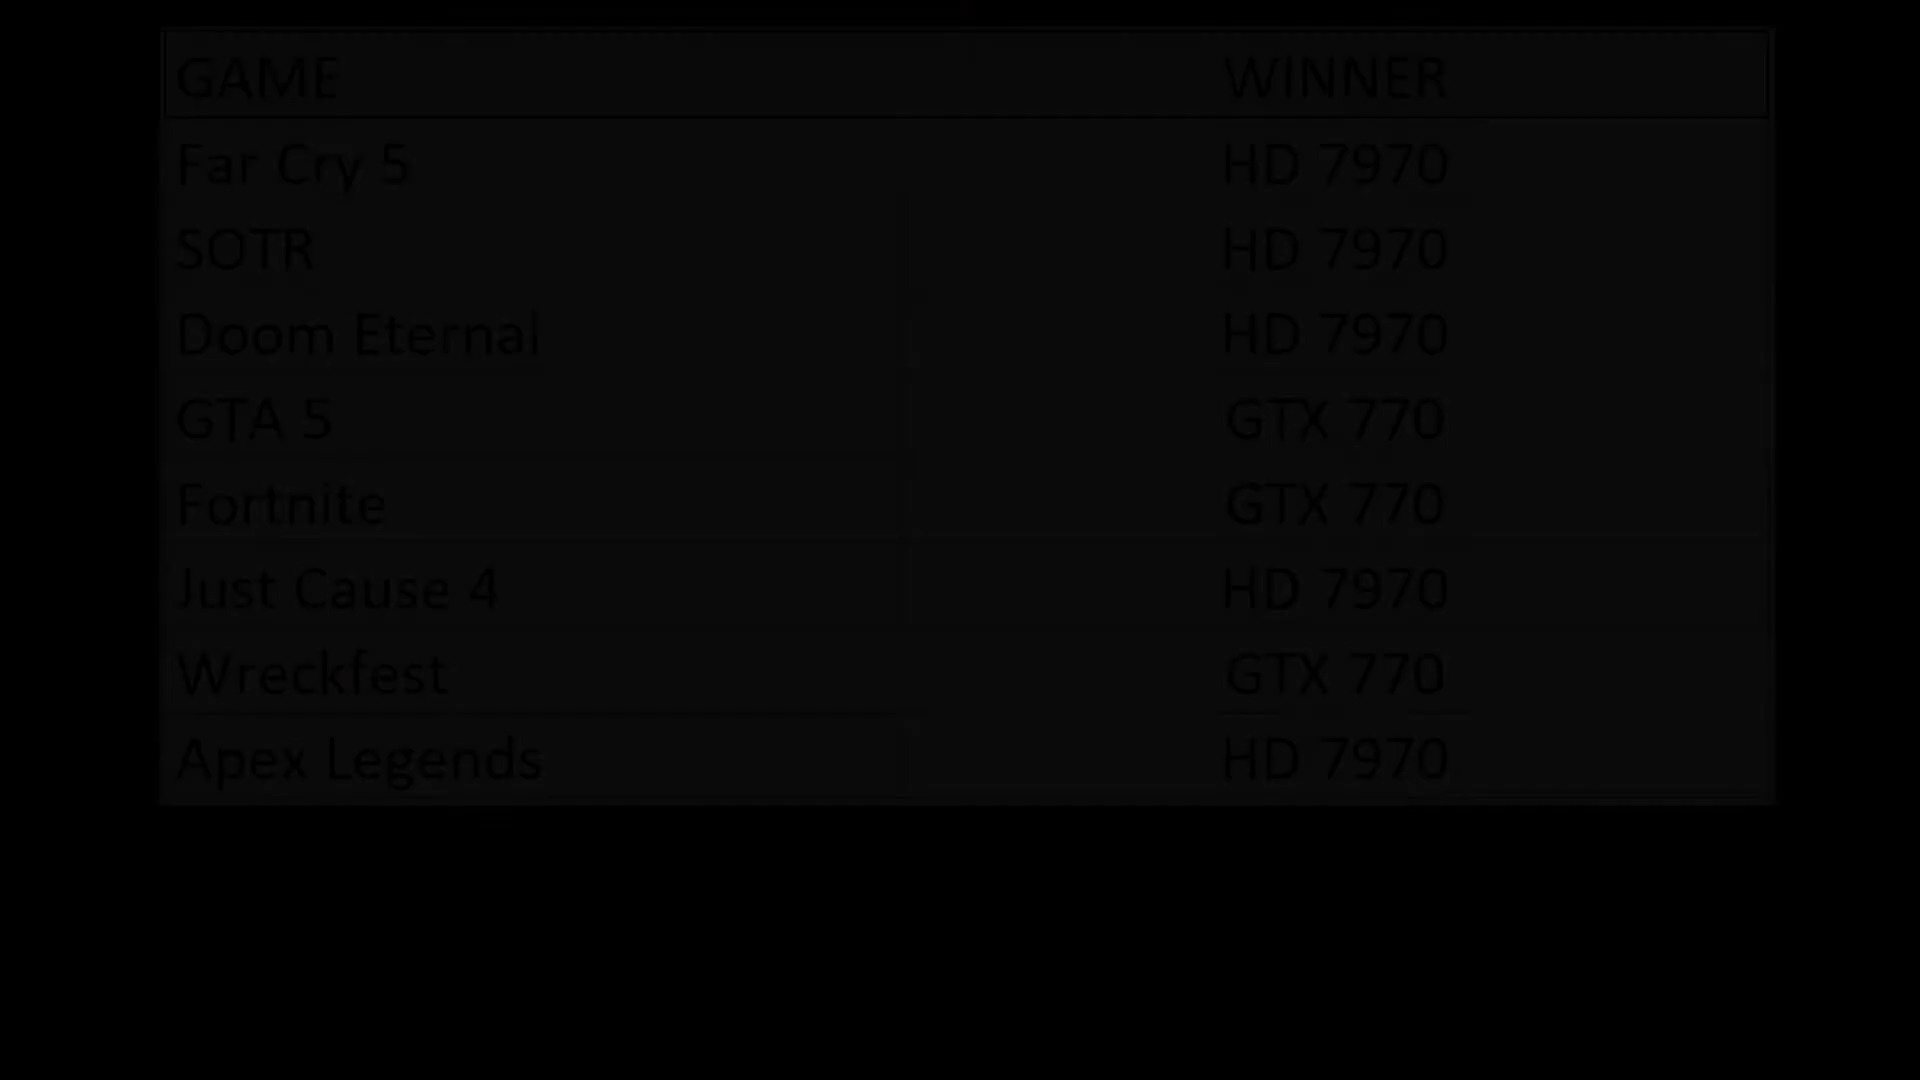 GAME WINNER
Far Cry 5 HD 7970
SOTR HD 7970
Doom Eternal HD 7970
GTA 5 GTX 770
Fortnite GTX 770
Just Cause 4 HD 7970
Wreckfest GTX 770
Apex Legends HD 7970